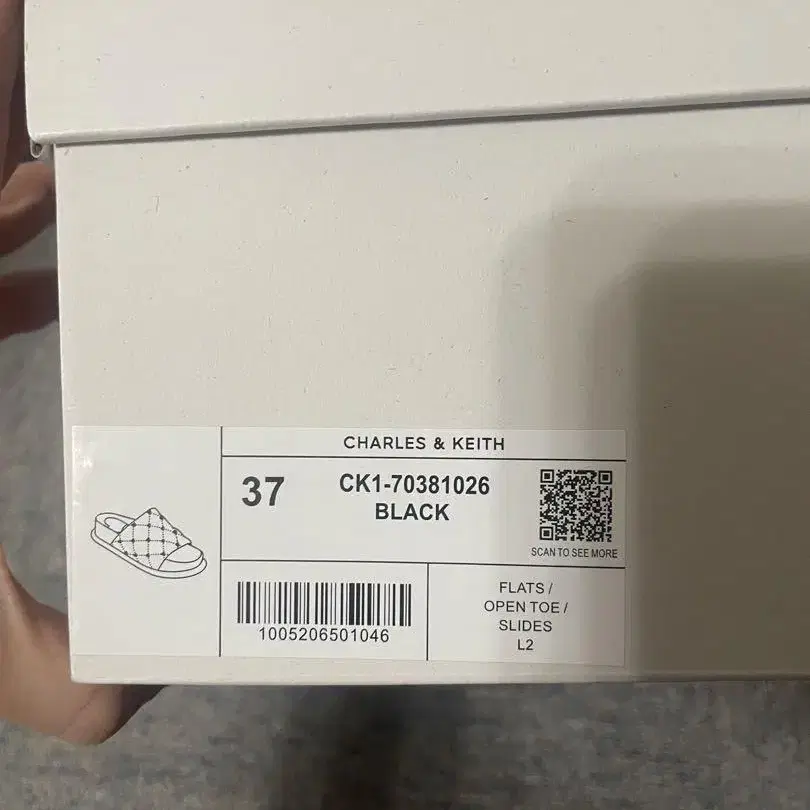 CHARLES & KEITH
37
CK1-70381026
BLACK
SCAN TO SEE MORE
1005206501046
FLATS /
OPEN TOE /
SLIDES
L2